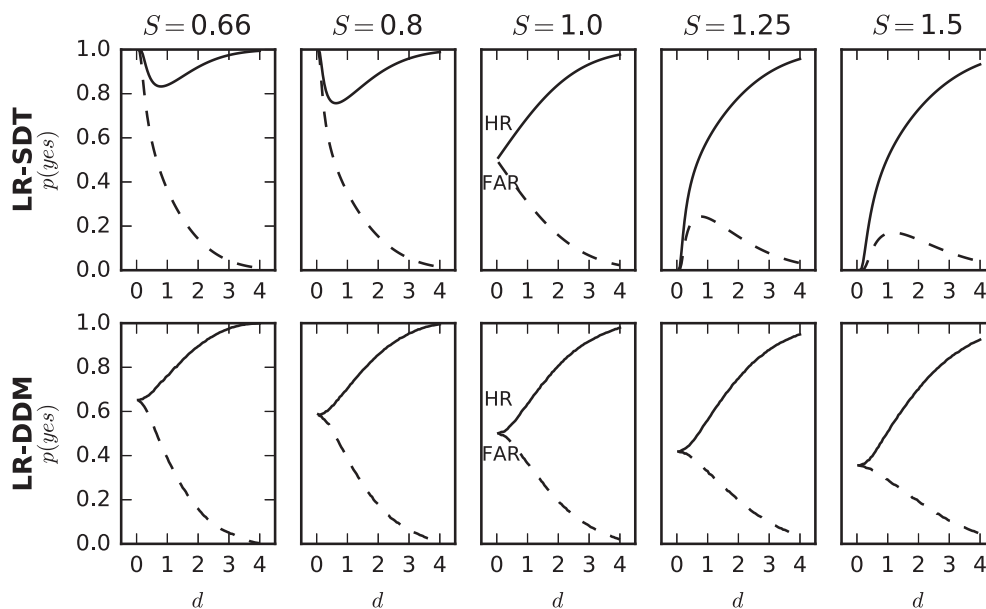 S = 0.66 S = 0.8 S = 1.0 S = 1.25 S = 1.5
LR-SDT
p(yes)
1.0
0.8
0.6
0.4
0.2
0.0
HR
FAR
0 1 2 3 4 0 1 2 3 4 0 1 2 3 4 0 1 2 3 4 0 1 2 3 4
LR-DDM
p(yes)
1.0
0.8
0.6
0.4
0.2
0.0
HR
FAR
0 1 2 3 4 0 1 2 3 4 0 1 2 3 4 0 1 2 3 4 0 1 2 3 4
d d d d d